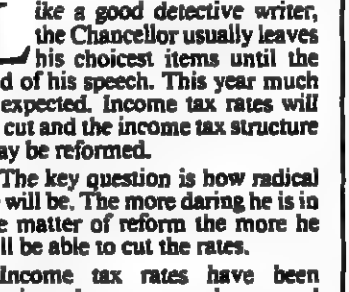 L ike a good detective writer,
the Chancellor usually leaves
his choicest items until the
d of his speech. This year much
expected. Income tax rates will
cut and the income tax structure
ay be reformed.
The key question is how radical
will be. The more daring he is in
e matter of reform the more he
ll be able to cut the rates.
Income tax rates have been